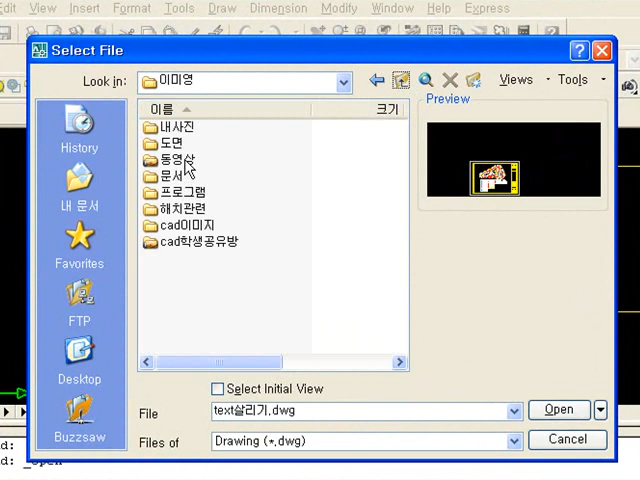 Edit View Insert Format Tools Draw Dimension Modify Window Help Express
Select File
Look in: 이미영 Views Tools
이름 크기 Preview
내사진
도면
동영상
문서
프로그램
해치관련
cad이미지
cad학생공유방
History
내 문서
Favorites
FTP
Desktop
Buzzsaw
Select Initial View
File text살리기.dwg Open
Files of Drawing (*.dwg) Cancel
nd:
nd: _Open